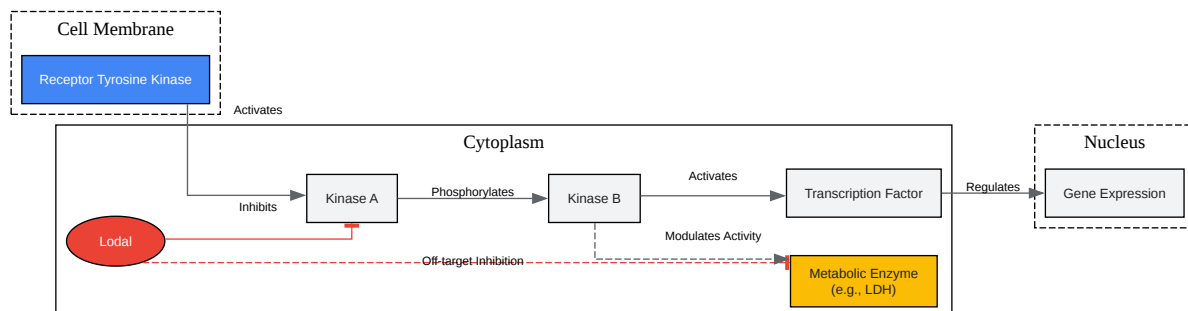 Cell Membrane
Receptor Tyrosine Kinase
Activates
Cytoplasm
Nucleus
Kinase A
Phosphorylates
Kinase B
Activates
Transcription Factor
Regulates
Gene Expression
Inhibits
Lodal
Modulates Activity
Off-target Inhibition
Metabolic Enzyme
(e.g., LDH)